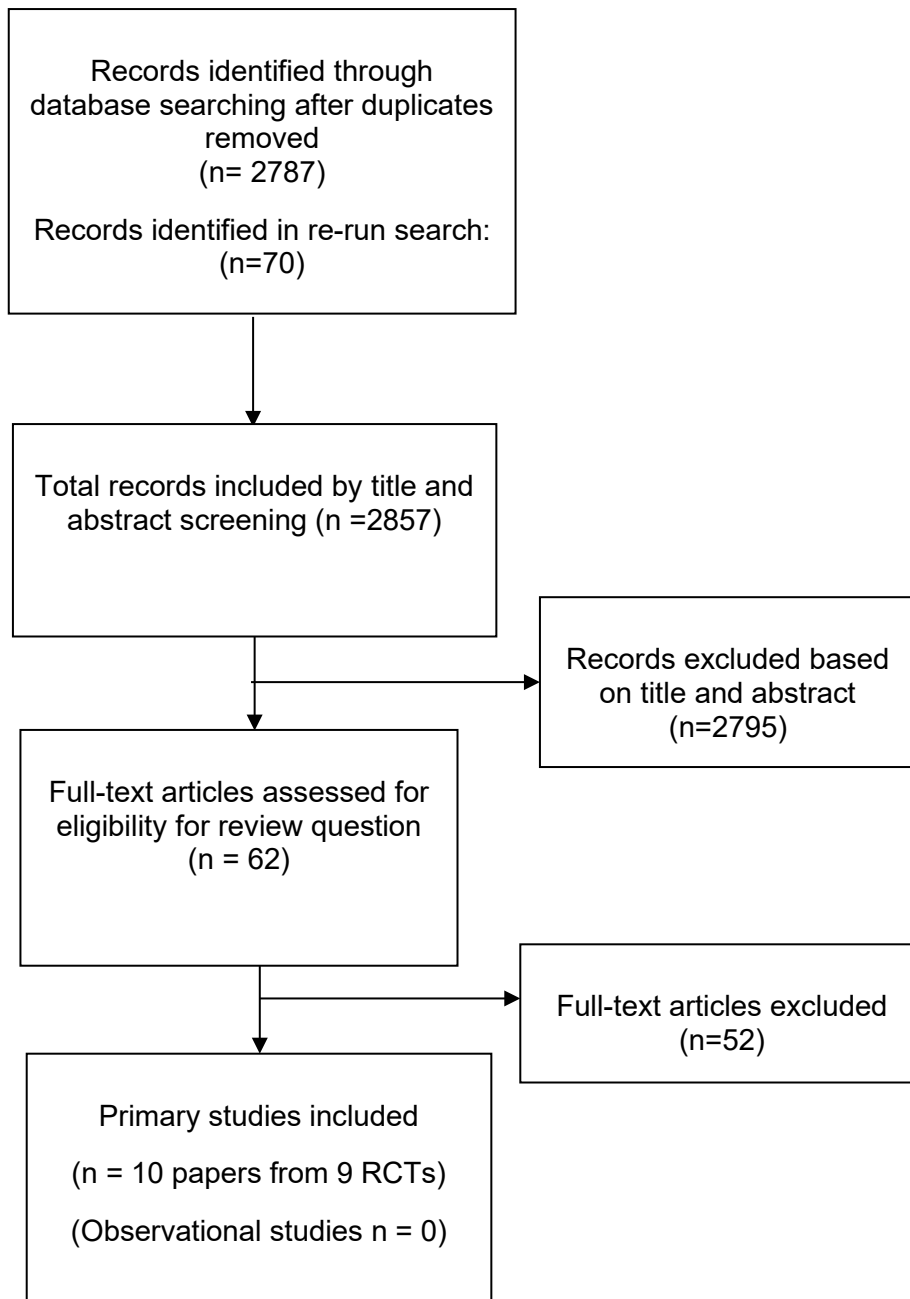 Records identified through
database searching after duplicates
removed
(n= 2787)
Records identified in re-run search:
(n=70)
Total records included by title and
abstract screening (n =2857)
Records excluded based
on title and abstract
(n=2795)
Full-text articles assessed for
eligibility for review question
(n = 62)
Full-text articles excluded
(n=52)
Primary studies included
(n = 10 papers from 9 RCTs)
(Observational studies n = 0)